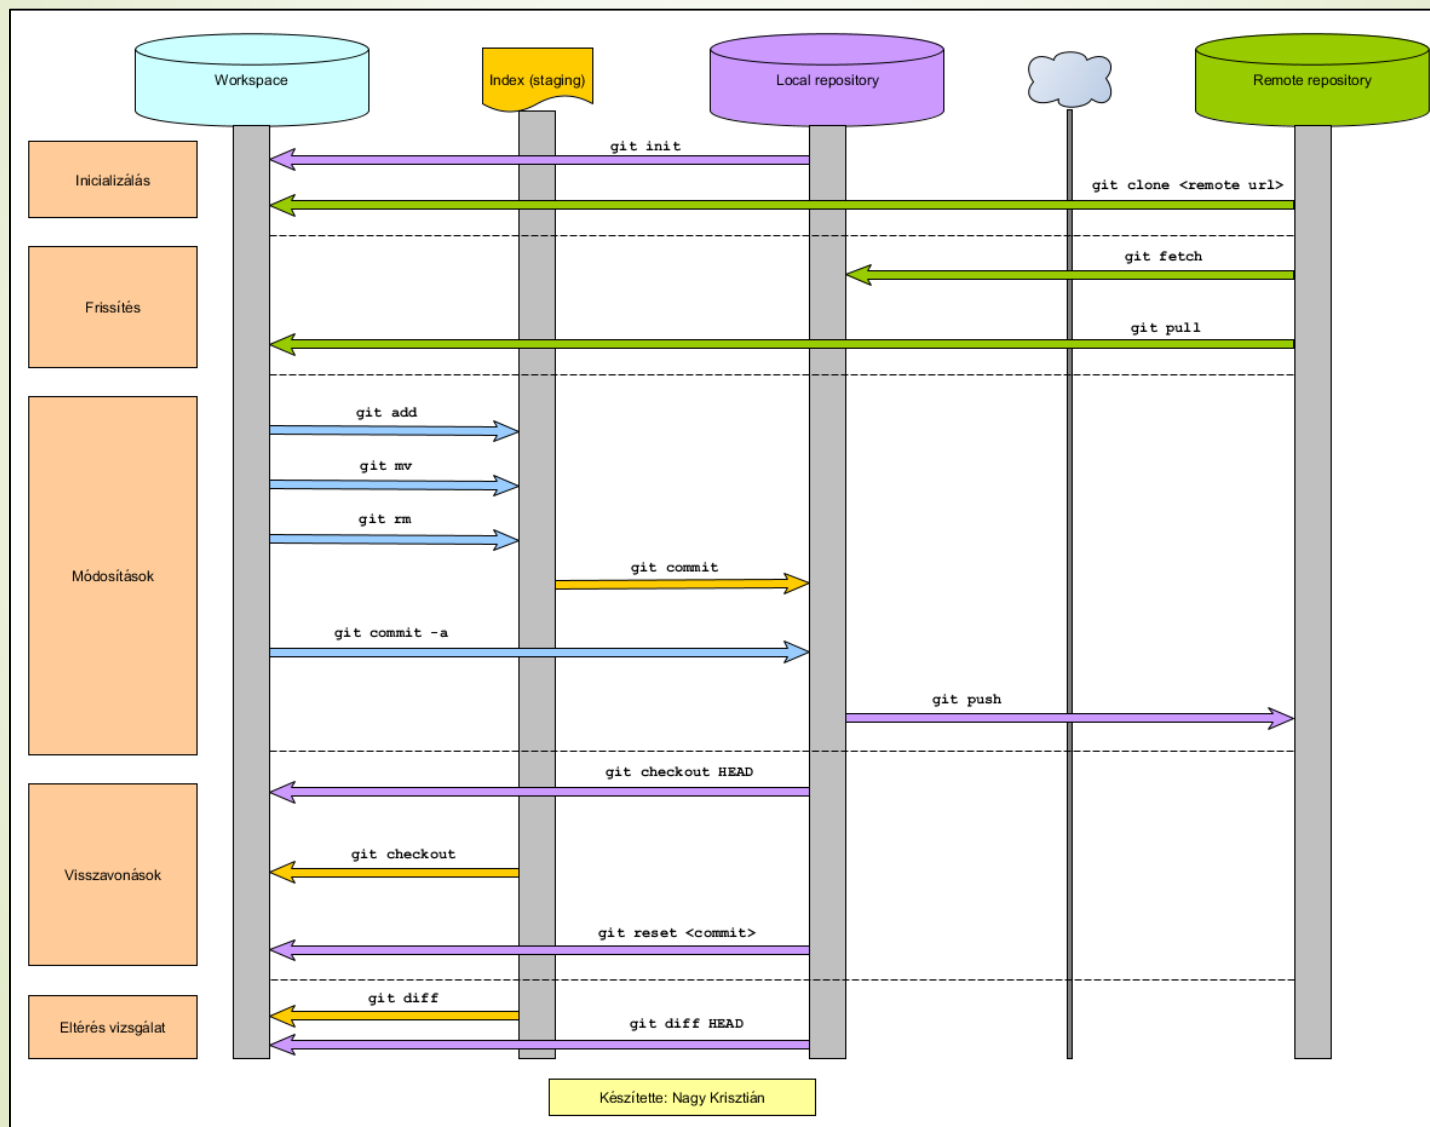 Workspace
Index (staging)
Local repository
Remote repository
Inicializálás
git init
git clone <remote url>
Frissítés
git fetch
git pull
Módosítások
git add
git mv
git rm
git commit
git commit -a
git push
Visszavonások
git checkout HEAD
git checkout
git reset <commit>
Eltérés vizsgálat
git diff
git diff HEAD
Készítette: Nagy Krisztián